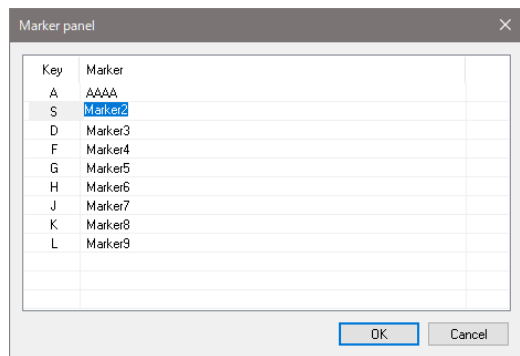 Marker panel
Key Marker
A AAAA
S Marker2
D Marker3
F Marker4
G Marker5
H Marker6
J Marker7
K Marker8
L Marker9
OK Cancel